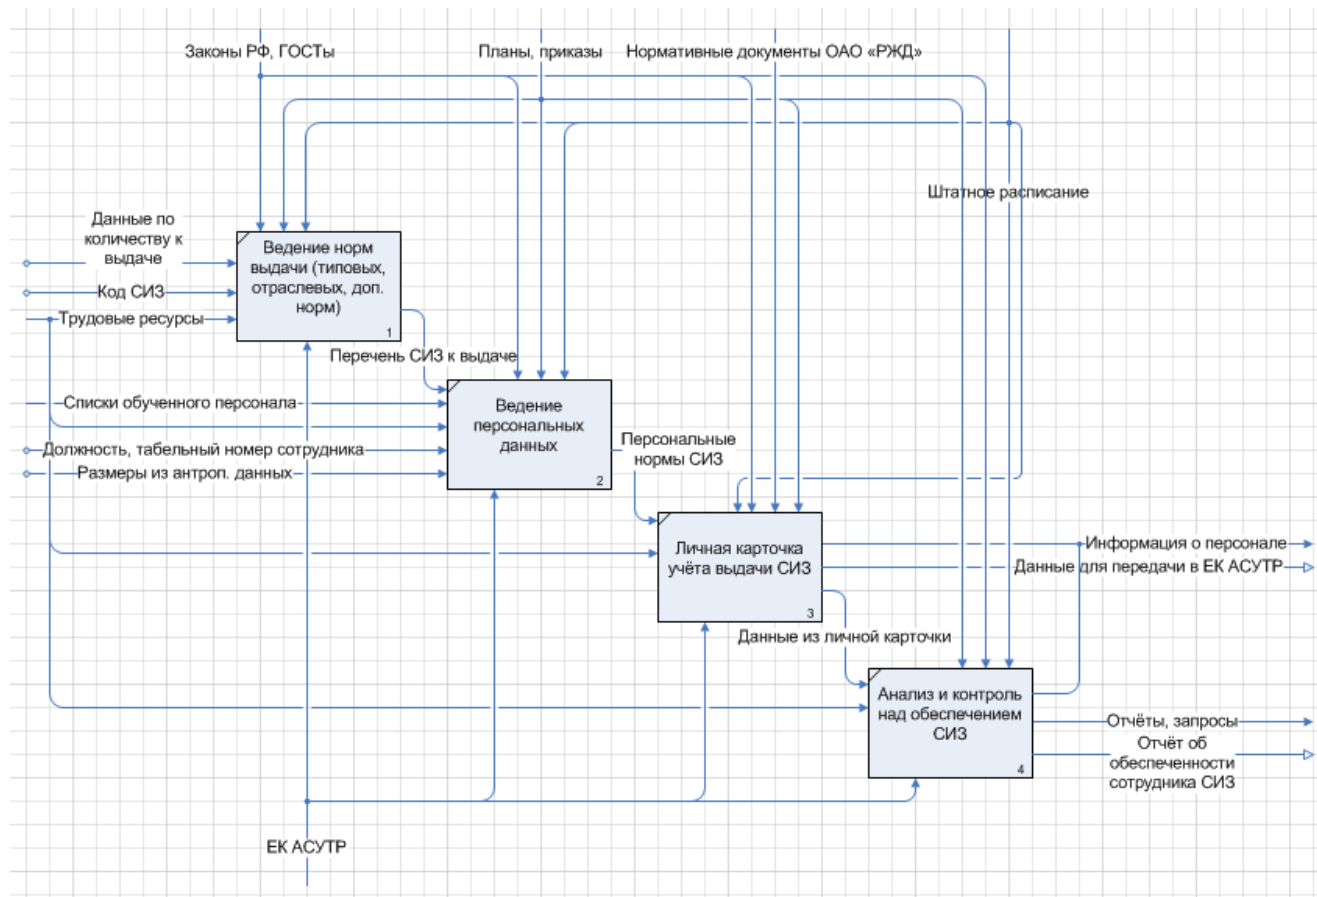 Законы РФ, ГОСТы
Планы, приказы
Нормативные документы ОАО «РЖД»
Штатное расписание
Данные по
количеству к
выдаче
Код СИЗ
Трудовые ресурсы
Ведение норм
выдачи (типовых,
отраслевых, доп.
норм)
1
Перечень СИЗ к выдаче
Списки обученного персонала
Должность, табельный номер сотрудника
Размеры из антроп. данных
Ведение
персональных
данных
2
Персональные
нормы СИЗ
Личная карточка
учёта выдачи СИЗ
3
Информация о персонале
Данные для передачи в ЕК АСУТР
Данные из личной карточки
Анализ и контроль
над обеспечением
СИЗ
4
Отчёты, запросы
Отчёт об
обеспеченности
сотрудника СИЗ
ЕК АСУТР